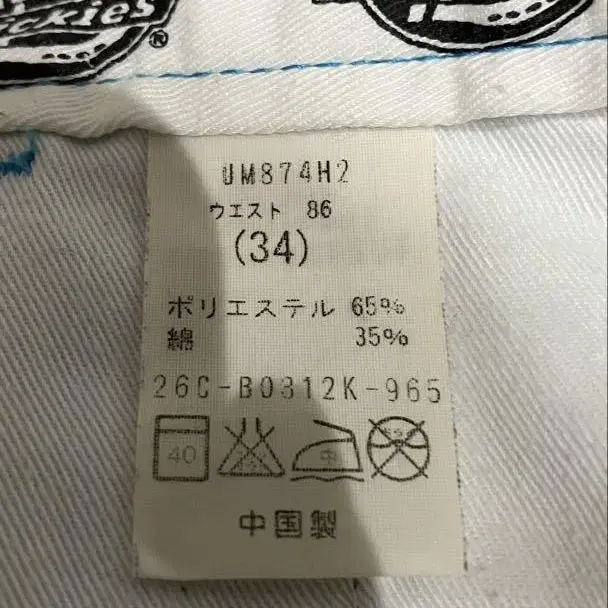 Dickies®
UM874H2
ウエスト 86
(34)
ポリエステル 65%
綿 35%
26C-B0312K-965
40
中
中国製